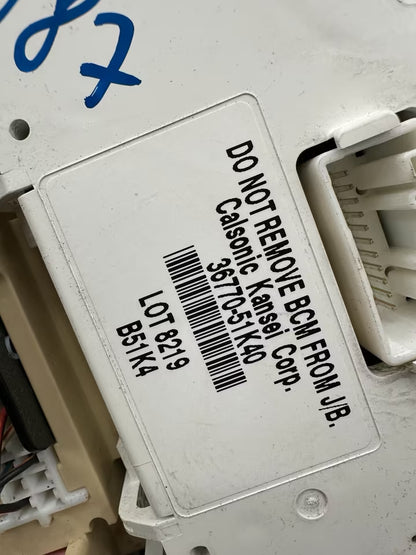 DO NOT REMOVE BCM FROM J/B.
Calsonic Kansei Corp.
36770-51K40
LOT 8219
B51K4